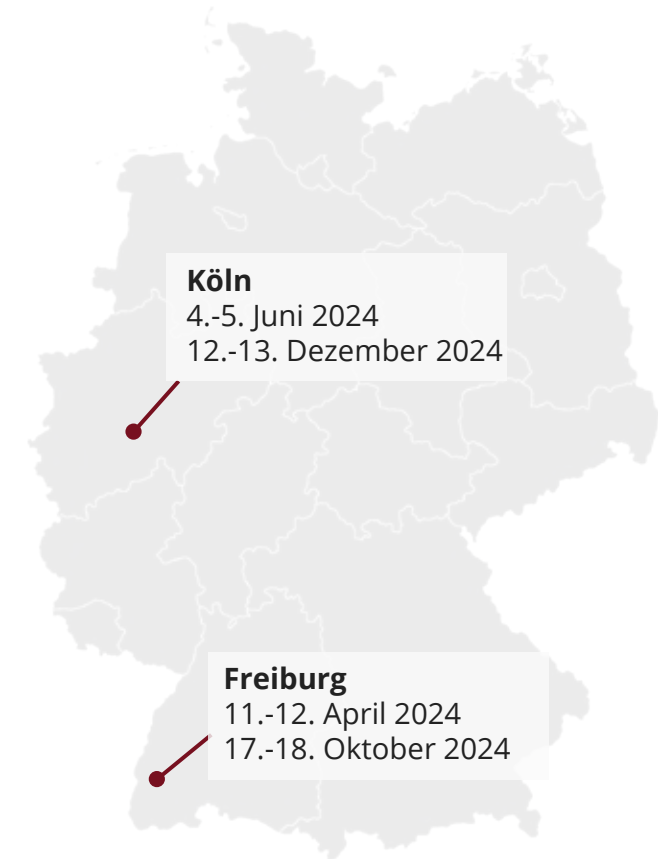 Köln
4.-5. Juni 2024
12.-13. Dezember 2024
Freiburg
11.-12. April 2024
17.-18. Oktober 2024